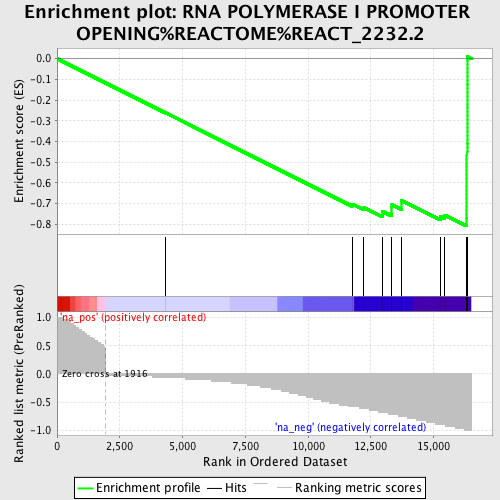 Enrichment plot: RNA POLYMERASE I PROMOTER
OPENING%REACTOME%REACT_2232.2
Enrichment score (ES)
0.0
-0.1
-0.2
-0.3
-0.4
-0.5
-0.6
-0.7
-0.8
'na_pos' (positively correlated)
Ranked list metric (PreRanked)
1.0
0.5
0.0
-0.5
-1.0
Zero cross at 1916
'na_neg' (negatively correlated)
0
2,500
5,000
7,500
10,000
12,500
15,000
Rank in Ordered Dataset
Enrichment profile
Hits
Ranking metric scores